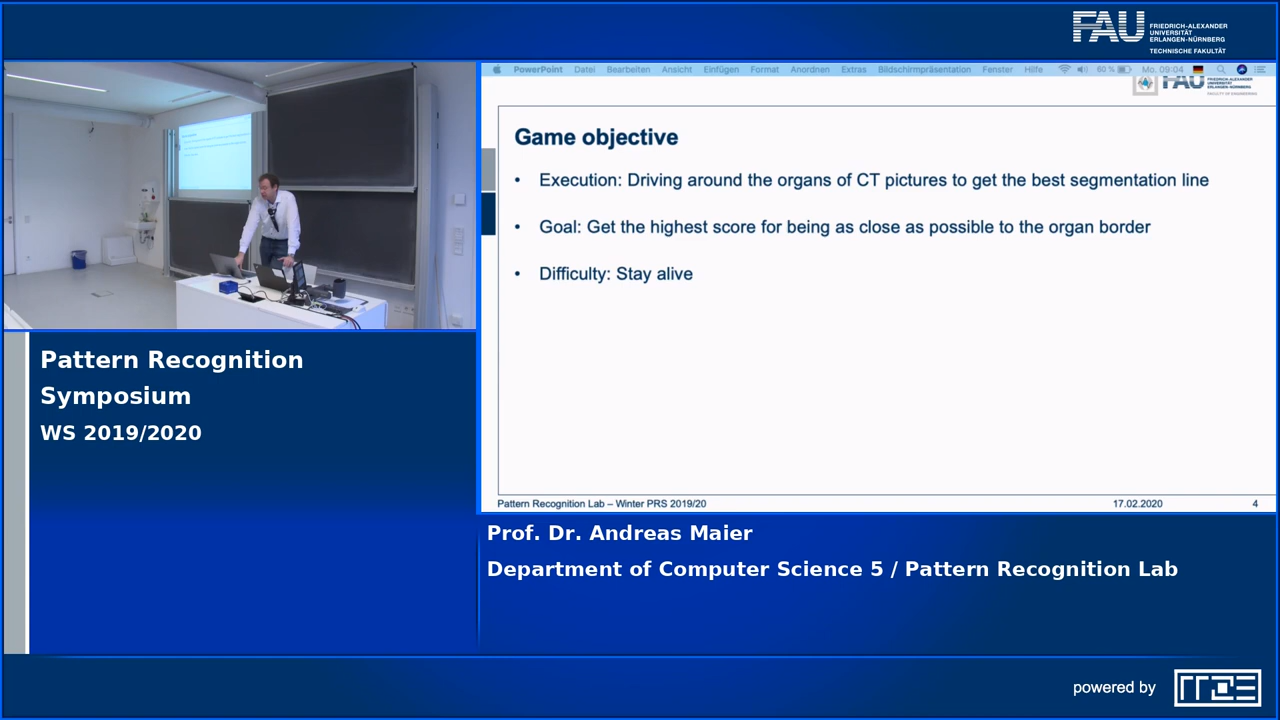 FAU
FRIEDRICH-ALEXANDER
UNIVERSITÄT
ERLANGEN-NÜRNBERG
TECHNISCHE FAKULTÄT
PowerPoint Datei Bearbeiten Ansicht Einfügen Format Anordnen Extras Bildschirmpräsentation Fenster Hilfe 60 % Mo. 09:04
FAU
FRIEDRICH-ALEXANDER
UNIVERSITÄT
ERLANGEN-NÜRNBERG
FACULTY OF ENGINEERING
Game objective
• Execution: Driving around the organs of CT pictures to get the best segmentation line
• Goal: Get the highest score for being as close as possible to the organ border
• Difficulty: Stay alive
Pattern Recognition Lab – Winter PRS 2019/20 17.02.2020 4
Pattern Recognition
Symposium
WS 2019/2020
Prof. Dr. Andreas Maier
Department of Computer Science 5 / Pattern Recognition Lab
powered by